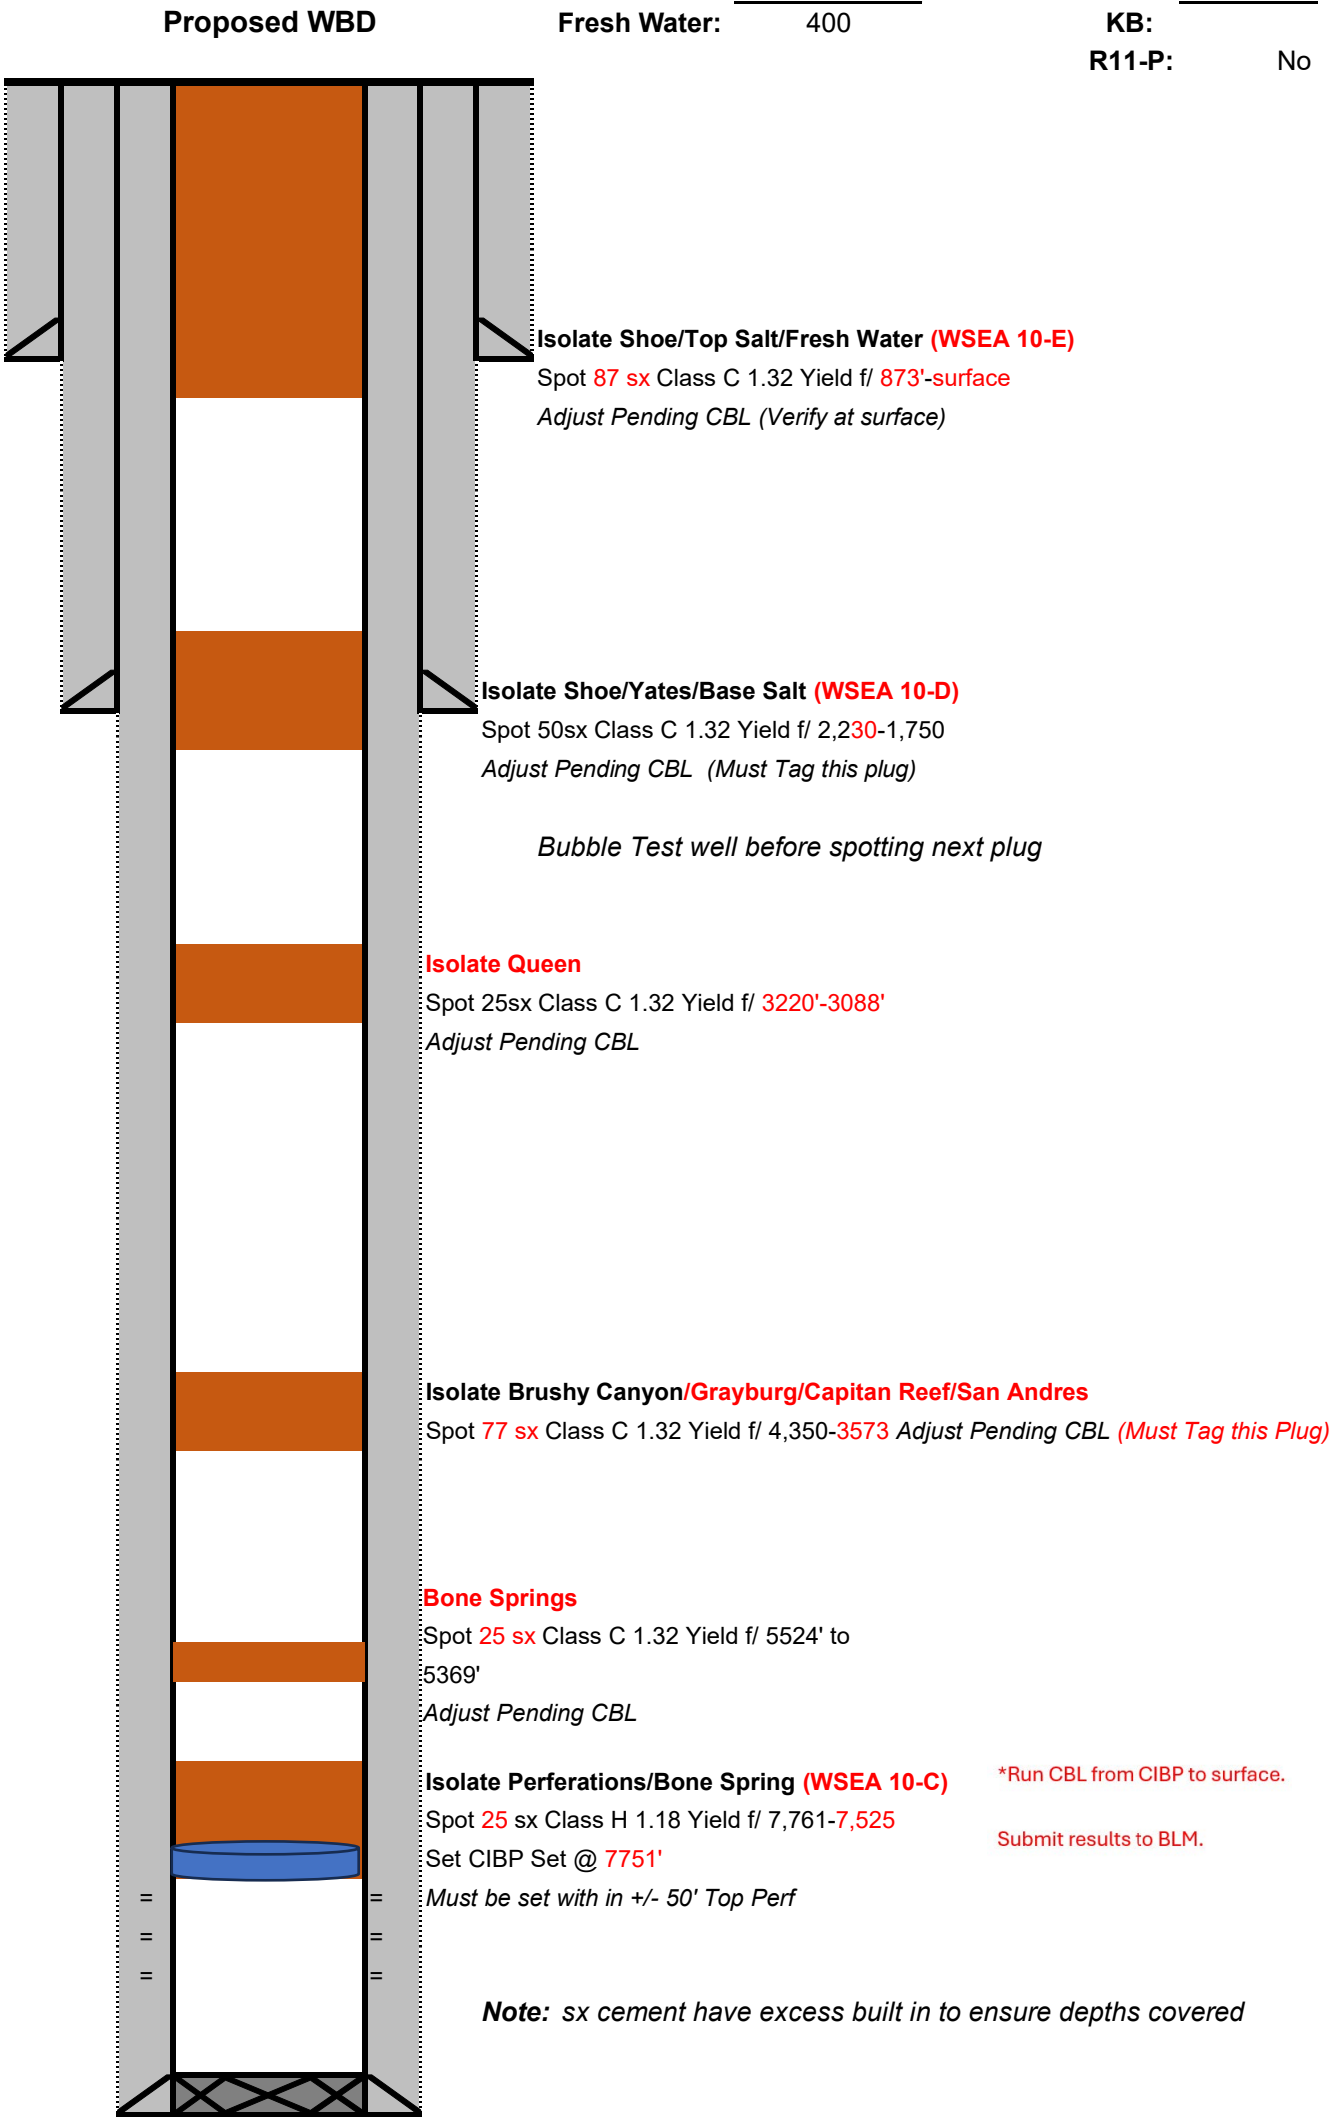 Proposed WBD Fresh Water: 400 KB:
R11-P: No
Isolate Shoe/Top Salt/Fresh Water (WSEA 10-E)
Spot 87 sx Class C 1.32 Yield f/ 873'-surface
Adjust Pending CBL (Verify at surface)
Isolate Shoe/Yates/Base Salt (WSEA 10-D)
Spot 50sx Class C 1.32 Yield f/ 2,230-1,750
Adjust Pending CBL (Must Tag this plug)
Bubble Test well before spotting next plug
Isolate Queen
Spot 25sx Class C 1.32 Yield f/ 3220'-3088'
Adjust Pending CBL
Isolate Brushy Canyon/Grayburg/Capitan Reef/San Andres
Spot 77 sx Class C 1.32 Yield f/ 4,350-3573 Adjust Pending CBL (Must Tag this Plug)
Bone Springs
Spot 25 sx Class C 1.32 Yield f/ 5524' to
5369'
Adjust Pending CBL
Isolate Perferations/Bone Spring (WSEA 10-C) *Run CBL from CIBP to surface.
Spot 25 sx Class H 1.18 Yield f/ 7,761-7,525
Submit results to BLM.
Set CIBP Set @ 7751'
= = Must be set with in +/- 50' Top Perf
= =
= =
Note: sx cement have excess built in to ensure depths covered